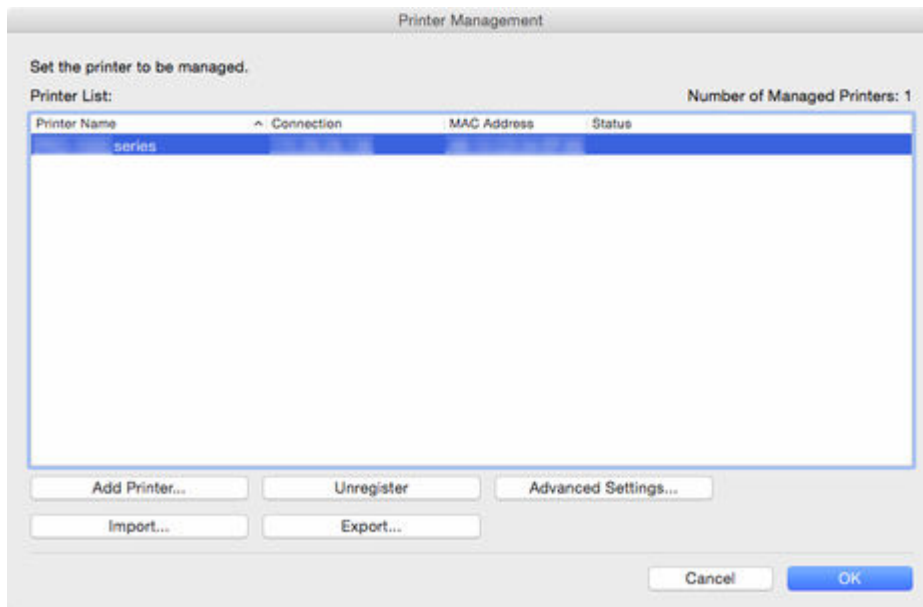 Printer Management
Set the printer to be managed.
Printer List: Number of Managed Printers: 1
Printer Name Connection MAC Address Status
series
Add Printer... Unregister Advanced Settings...
Import... Export...
Cancel OK